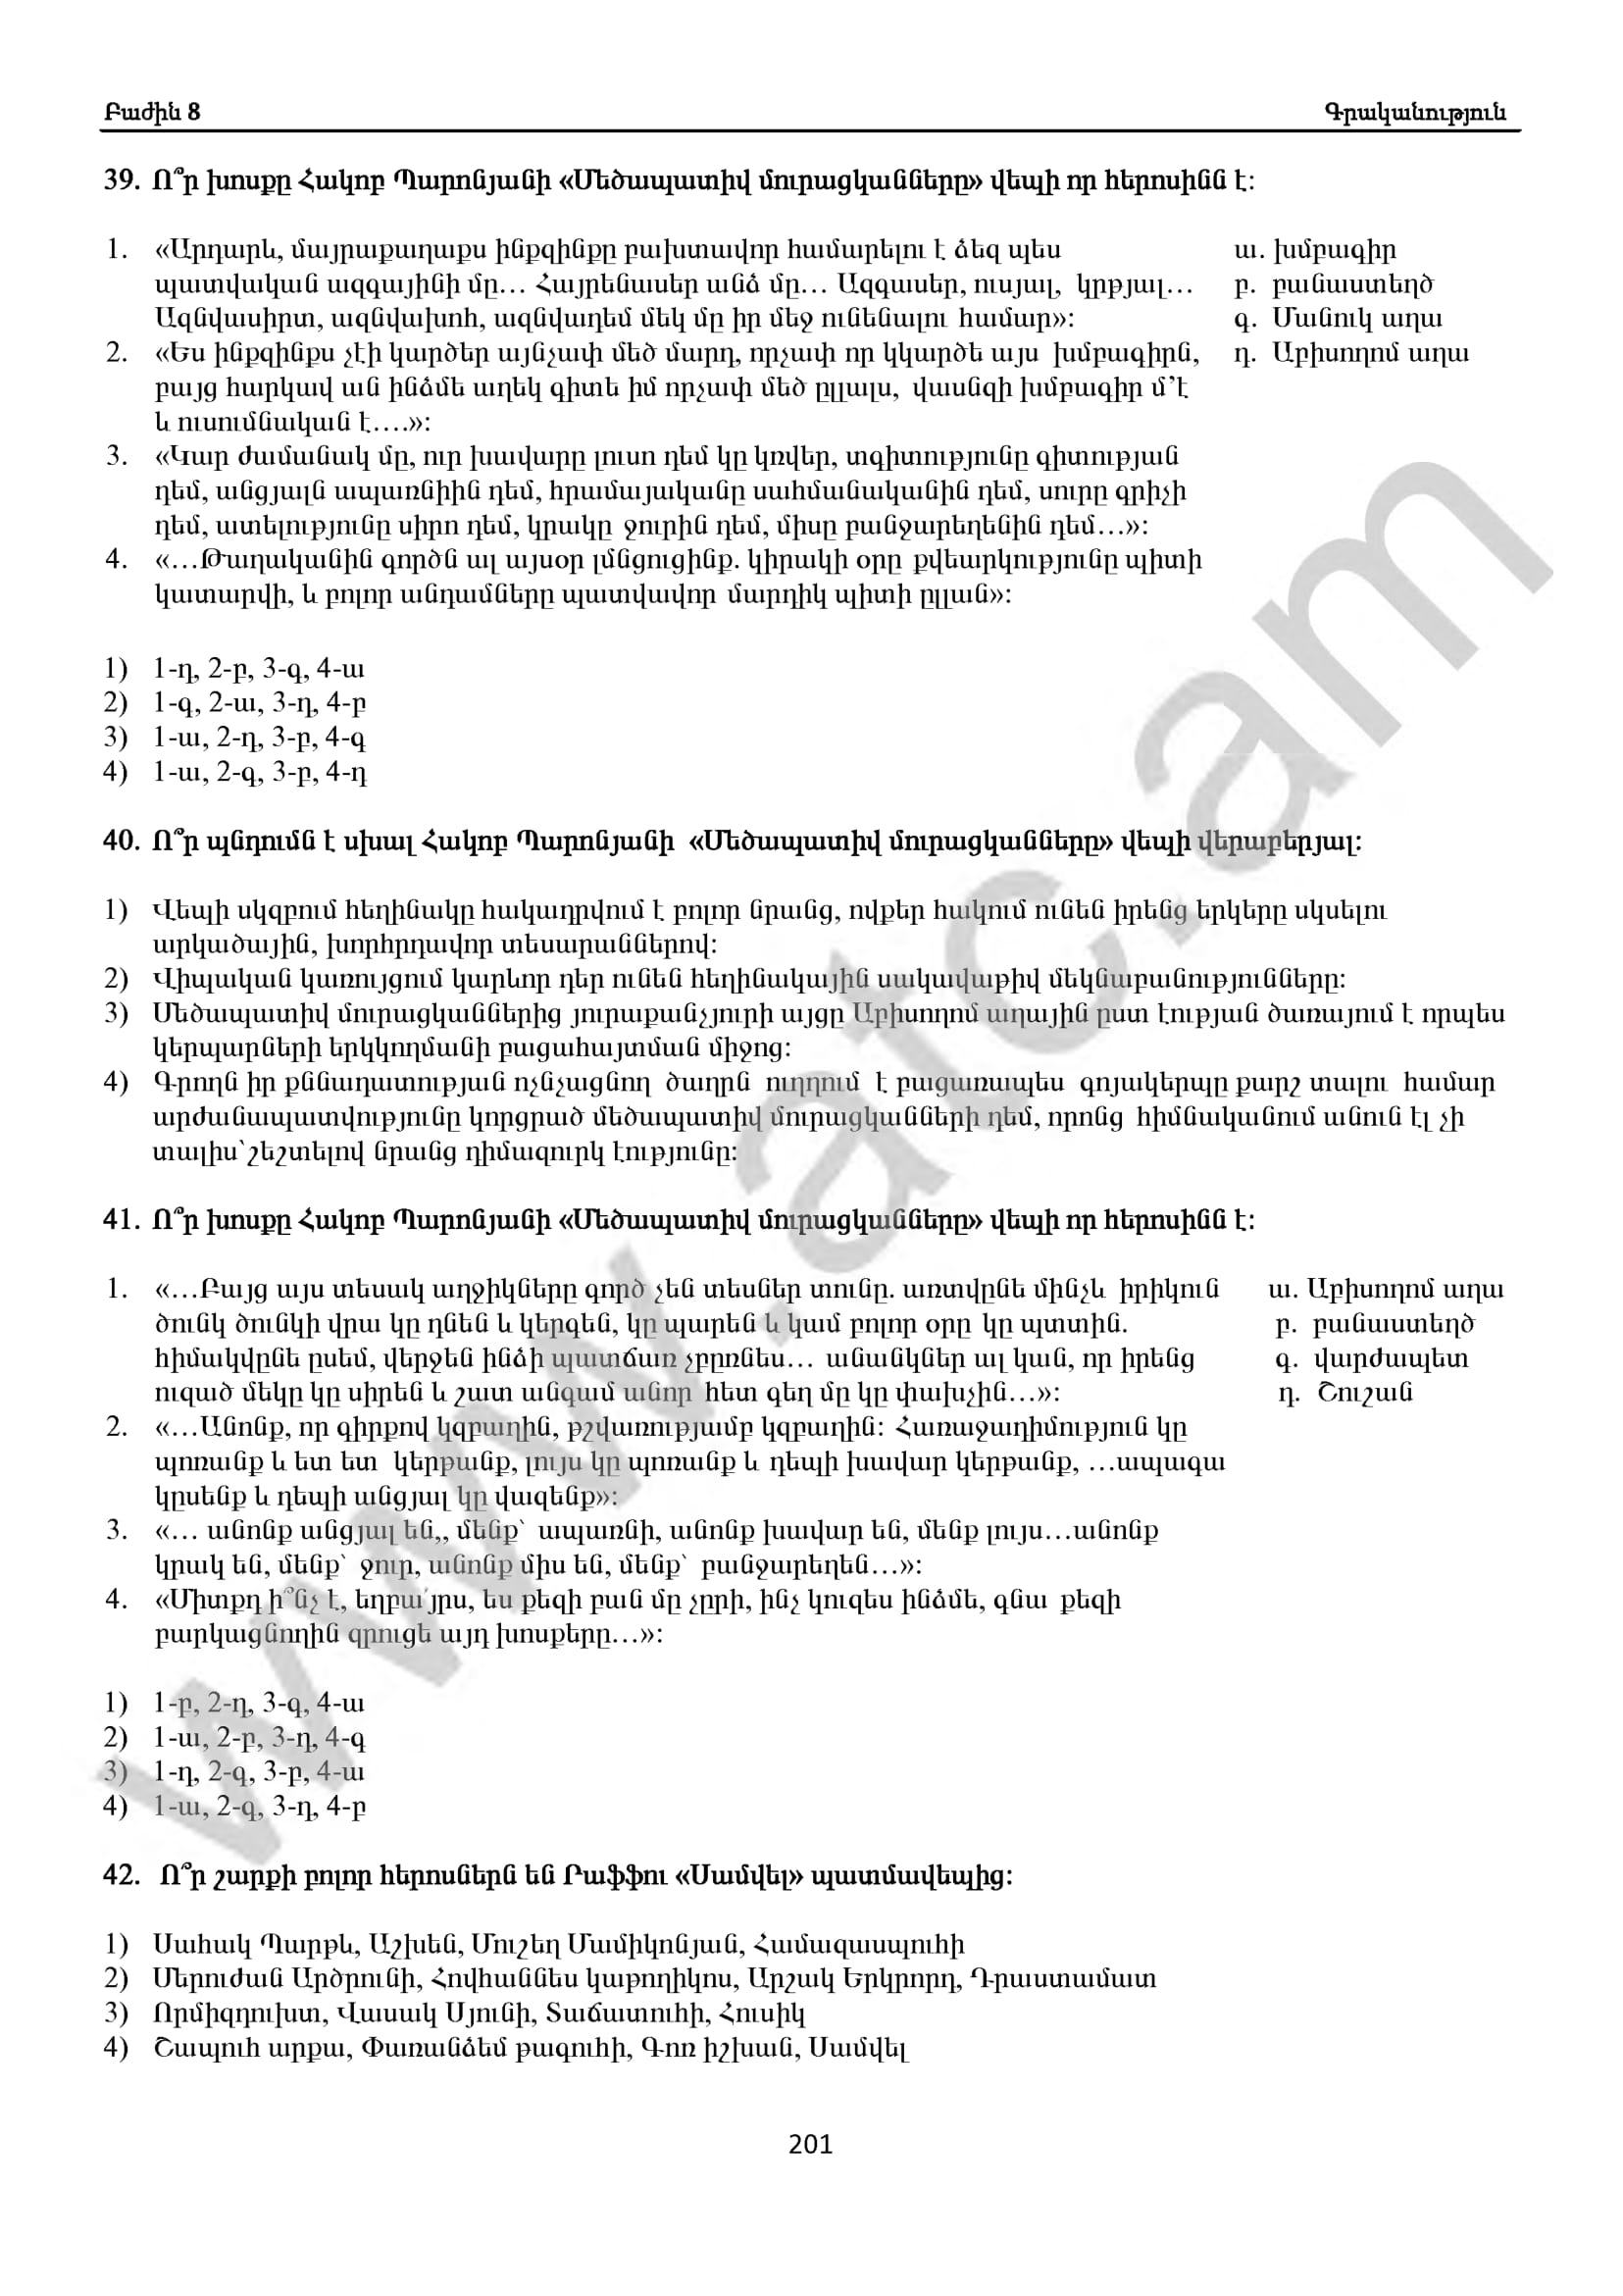 Բաժին 8 Գրականություն
39. Ո՞ր խոսքը Հակոբ Պարոնյանի «Մեծապատիվ մուրացկանները» վեպի որ հերոսինն է:
1. «Արդարև, մայրաքաղաքս ինքզինքը բախտավոր համարելու է ձեզ պես ա. խմբագիր
պատվական ազգայինի մը… Հայրենասեր անձ մը… Ազգասեր, ուսյալ, կրթյալ… բ. բանաստեղծ
Ազնվասիրտ, ազնվախոհ, ազնվադեմ մեկ մը իր մեջ ունենալու համար»: գ. Մանուկ աղա
2. «Ես ինքզինքս չէի կարծեր այնչափ մեծ մարդ, որչափ որ կկարծե այս խմբագիրն, դ. Աբիսողոմ աղա
բայց հարկավ ան ինձմե աղեկ գիտե իմ որչափ մեծ ըլլալս, վասնզի խմբագիր մ’է
և ուսումնական է….»:
3. «Կար ժամանակ մը, ուր խավարը լուսո դեմ կը կռվեր, տգիտությունը գիտության
դեմ, անցյալն ապառնիին դեմ, հրամայականը սահմանականին դեմ, սուրը գրիչի
դեմ, ատելությունը սիրո դեմ, կրակը ջուրին դեմ, միսը բանջարեղենին դեմ…»:
4. «…Թաղականին գործն ալ այսօր լմնցուցինք. կիրակի օրը քվեարկությունը պիտի
կատարվի, և բոլոր անդամները պատվավոր մարդիկ պիտի ըլլան»:
1) 1-դ, 2-բ, 3-գ, 4-ա
2) 1-գ, 2-ա, 3-դ, 4-բ
3) 1-ա, 2-դ, 3-բ, 4-գ
4) 1-ա, 2-գ, 3-բ, 4-դ
40. Ո՞ր պնդումն է սխալ Հակոբ Պարոնյանի «Մեծապատիվ մուրացկանները» վեպի վերաբերյալ:
1) Վեպի սկզբում հեղինակը հակադրվում է բոլոր նրանց, ովքեր հակում ունեն իրենց երկերը սկսելու
արկածային, խորհրդավոր տեսարաններով:
2) Վիպական կառույցում կարևոր դեր ունեն հեղինակային սակավաթիվ մեկնաբանությունները:
3) Մեծապատիվ մուրացկաններից յուրաքանչյուրի այցը Աբիսողոմ աղային ըստ էության ծառայում է որպես
կերպարների երկկողմանի բացահայտման միջոց:
4) Գրողն իր քննադատության ոչնչացնող ծաղրն ուղղում է բացառապես գոյակերպը քարշ տալու համար
արժանապատվությունը կորցրած մեծապատիվ մուրացկանների դեմ, որոնց հիմնականում անուն էլ չի
տալիս՝ շեշտելով նրանց դիմազուրկ էությունը:
41. Ո՞ր խոսքը Հակոբ Պարոնյանի «Մեծապատիվ մուրացկանները» վեպի որ հերոսինն է:
1. «…Բայց այս տեսակ աղջիկները գործ չեն տեսներ տունը. առտվընե մինչև իրիկուն ա. Աբիսողոմ աղա
ծունկ ծունկի վրա կը դնեն և կերգեն, կը պարեն և կամ բոլոր օրը կը պտտին. բ. բանաստեղծ
հիմակվընե ըսեմ, վերջեն ինձի պատճառ չբըռնես… անանկներ ալ կան, որ իրենց գ. վարժապետ
ուզած մեկը կը սիրեն և շատ անգամ անոր հետ գեղ մը կը փախչին…»: դ. Շուշան
2. «…Անոնք, որ գիրքով կզբաղին, թշվառությամբ կզբաղին: Հառաջադիմություն կը
պոռանք և ետ ետ կերթանք, լույս կը պոռանք և դեպի խավար կերթանք, …ապագա
կըսենք և դեպի անցյալ կը վազենք»:
3. «… անոնք անցյալ են,, մենք՝ ապառնի, անոնք խավար են, մենք լույս…անոնք
կրակ են, մենք՝ ջուր, անոնք միս են, մենք՝ բանջարեղեն…»:
4. «Միտքդ ի՞նչ է, եղբա՛յրս, ես քեզի բան մը չըրի, ինչ կուզես ինձմե, գնա քեզի
բարկացնողին զրուցե այդ խոսքերը…»:
1) 1-բ, 2-դ, 3-գ, 4-ա
2) 1-ա, 2-բ, 3-դ, 4-գ
3) 1-դ, 2-գ, 3-բ, 4-ա
4) 1-ա, 2-գ, 3-դ, 4-բ
42. Ո՞ր շարքի բոլոր հերոսներն են Րաֆֆու «Սամվել» պատմավեպից:
1) Սահակ Պարթև, Աշխեն, Մուշեղ Մամիկոնյան, Համազասպուհի
2) Մերուժան Արծրունի, Հովհաննես կաթողիկոս, Արշակ Երկրորդ, Դրաստամատ
3) Որմիզդուխտ, Վասակ Սյունի, Տաճատուհի, Հուսիկ
4) Շապուհ արքա, Փառանձեմ թագուհի, Գոռ իշխան, Սամվել
201
www.atc.am